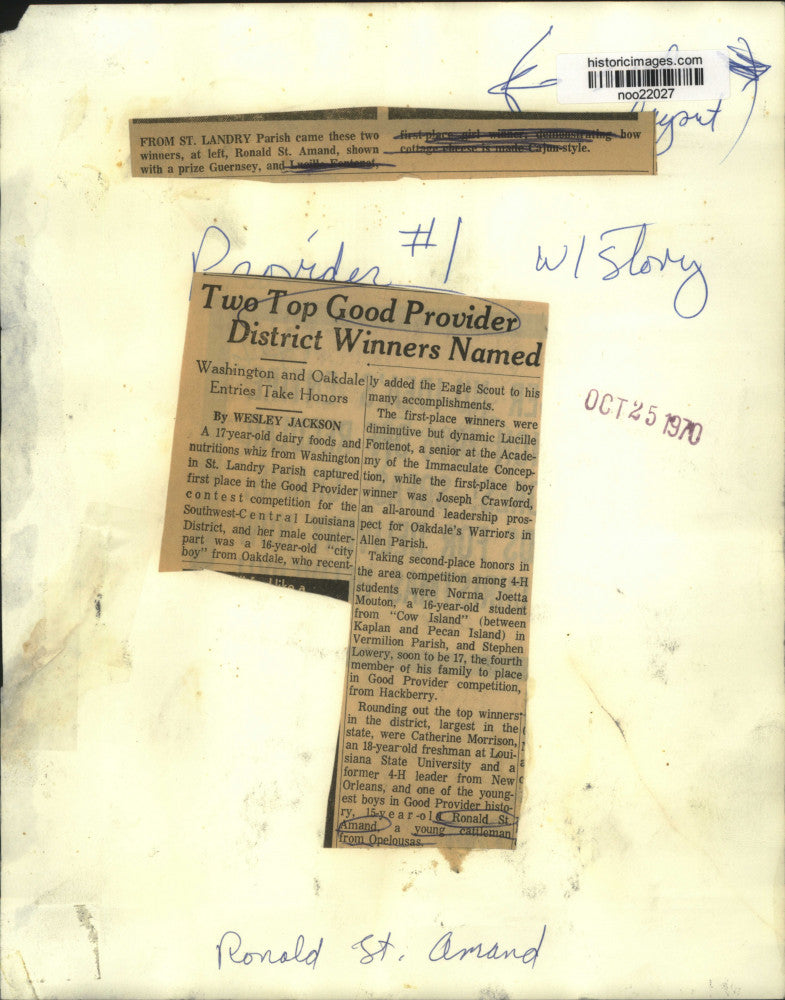 historicimages.com
noo22027
FROM ST. LANDRY Parish came these two
winners, at left, Ronald St. Amand, shown
with a prize Guernsey, and Lucille Fontenot,
first-place girl winner, demonstrating how
cottage cheese is made Cajun-style.
Provider #1 w/ Story
Two Top Good Provider
District Winners Named
Washington and Oakdale
Entries Take Honors
By WESLEY JACKSON
A 17-year-old dairy foods and
nutritions whiz from Washington
in St. Landry Parish captured
first place in the Good Provider
contest competition for the
Southwest-Central Louisiana
District, and her male counter-
part was a 16-year-old "city
boy" from Oakdale, who recent-
ly added the Eagle Scout to his
many accomplishments.
The first-place winners were
diminutive but dynamic Lucille
Fontenot, a senior at the Acade-
my of the Immaculate Concep-
tion, while the first-place boy
winner was Joseph Crawford,
an all-around leadership pros-
pect for Oakdale's Warriors in
Allen Parish.
Taking second-place honors in
the area competition among 4-H
students were Norma Joetta
Mouton, a 16-year-old student
from "Cow Island" (between
Kaplan and Pecan Island) in
Vermilion Parish, and Stephen
Lowery, soon to be 17, the fourth
member of his family to place
in Good Provider competition,
from Hackberry.
Rounding out the top winners
in the district, largest in the
state, were Catherine Morrison,
an 18-year-old freshman at Loui-
siana State University and a
former 4-H leader from New
Orleans, and one of the young-
est boys in Good Provider histo-
ry, 15-year-old Ronald St.
Amand, a young cattleman
from Opelousas.
OCT 25 1970
Ronald St. Amand